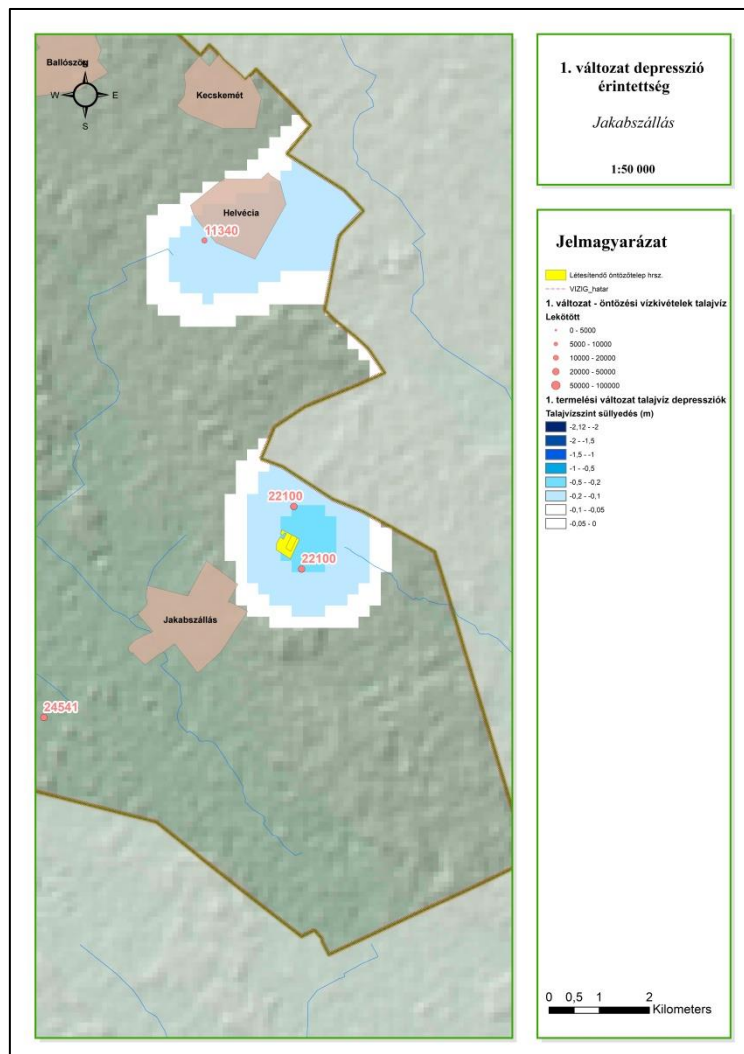 Ballószög
N
W
E
S
Kecskemét
Helvécia
11340
22100
22100
Jakabszállás
24541
1. változat depresszió
érintettség
Jakabszállás
1:50 000
Jelmagyarázat
Létesítendő öntözőtelep hrsz.
VIZIG_hatar
1. változat - öntözési vízkivételek talajvíz
Lekötött
0 - 5000
5000 - 10000
10000 - 20000
20000 - 50000
50000 - 100000
1. termelési változat talajvíz depressziók
Talajvízszint süllyedés (m)
-2,12 - -2
-2 - -1,5
-1,5 - -1
-1 - -0,5
-0,5 - -0,2
-0,2 - -0,1
-0,1 - -0,05
-0,05 - 0
0 0,5 1 2
Kilometers